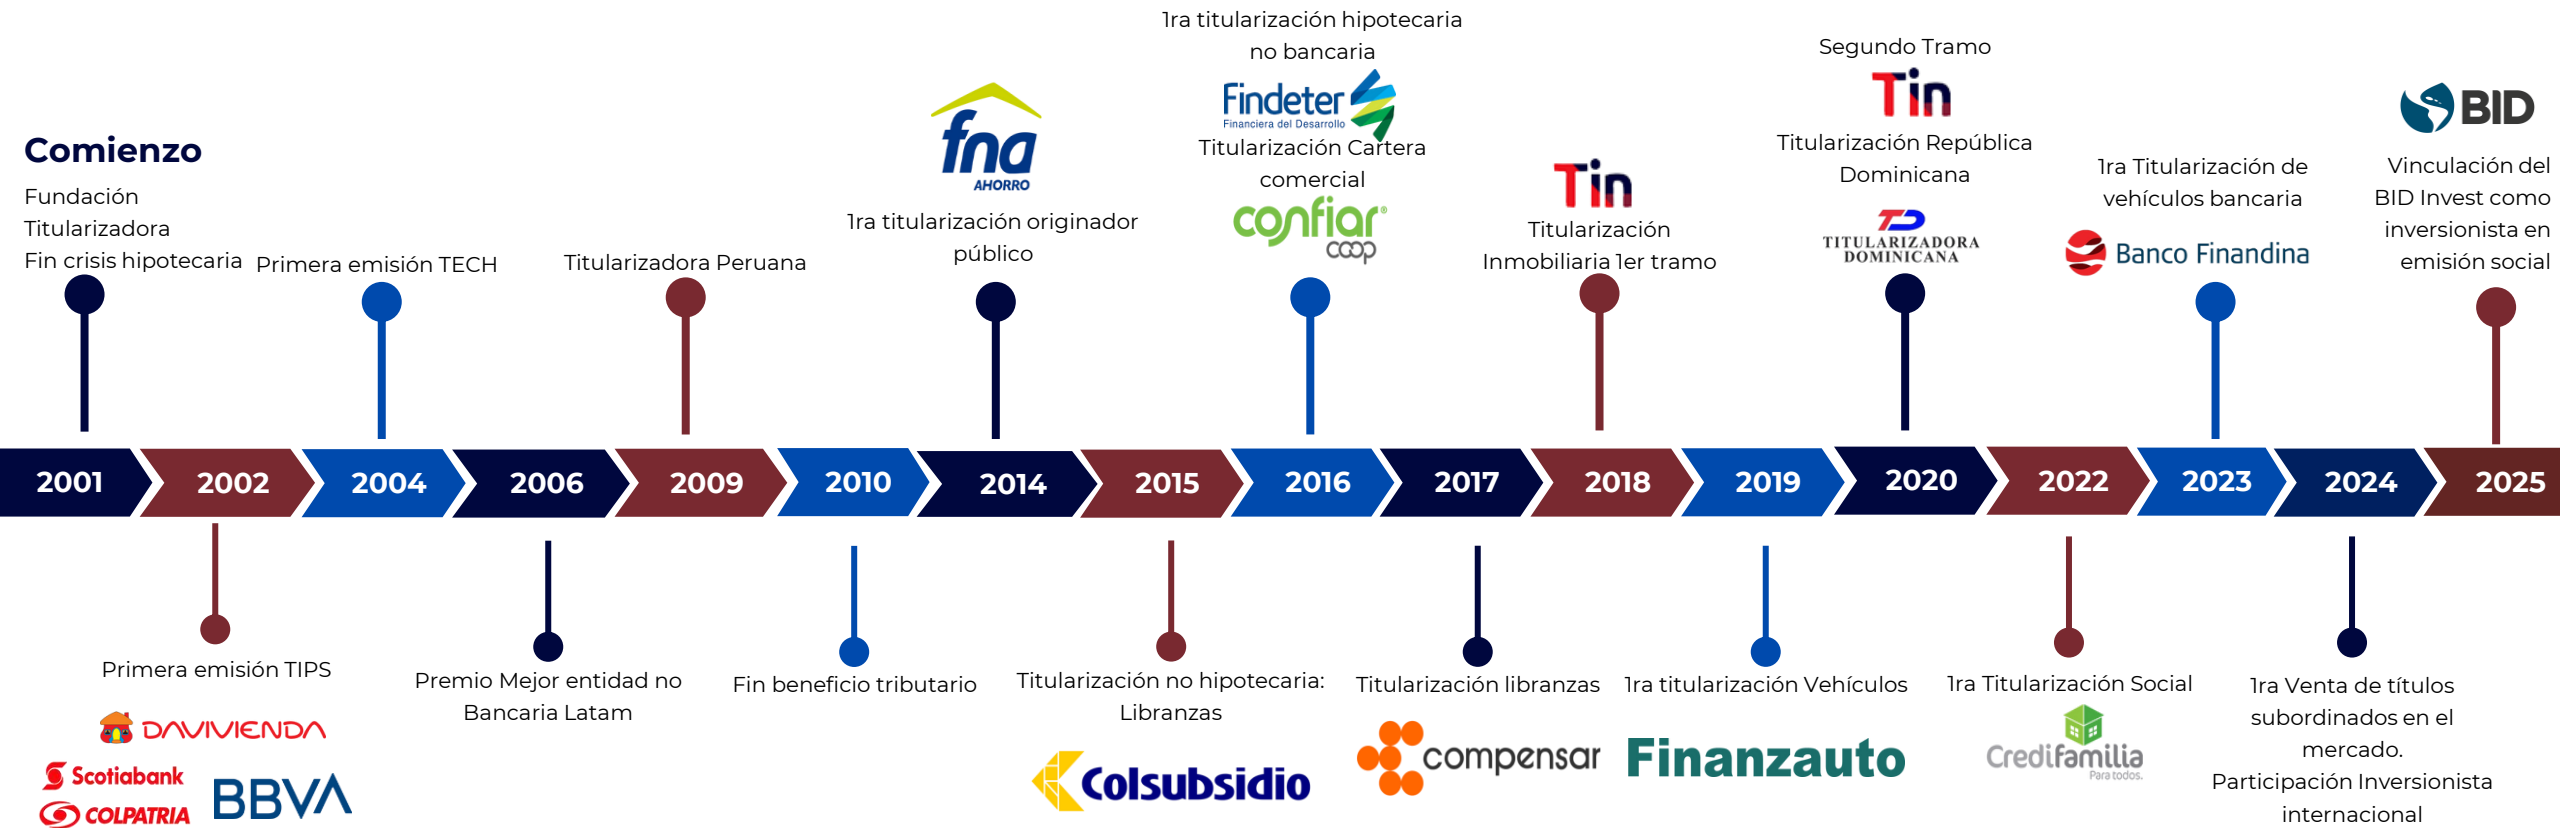 Comienzo
Fundación
Titularizadora
Fin crisis hipotecaria
Primera emisión TECH
Titularizadora Peruana
fna
AHORRO
1ra titularización originador
público
1ra titularización hipotecaria
no bancaria
Findeter
Financiera del Desarrollo
Titularización Cartera
comercial
confiar®
coop
Tin
Titularización
Inmobiliaria 1er tramo
Segundo Tramo
Tin
Titularización República
Dominicana
TD
TITULARIZADORA
DOMINICANA
1ra Titularización de
vehículos bancaria
Banco Finandina
BID
Vinculación del
BID Invest como
inversionista en
emisión social
2001
2002
2004
2006
2009
2010
2014
2015
2016
2017
2018
2019
2020
2022
2023
2024
2025
Primera emisión TIPS
DAVIVIENDA
Scotiabank
COLPATRIA
BBVA
Premio Mejor entidad no
Bancaria Latam
Fin beneficio tributario
Titularización no hipotecaria:
Libranzas
Colsubsidio
Titularización libranzas
compensar
1ra titularización Vehículos
Finanzauto
1ra Titularización Social
Credifamilia
Para todos.
1ra Venta de títulos
subordinados en el
mercado.
Participación Inversionista
internacional